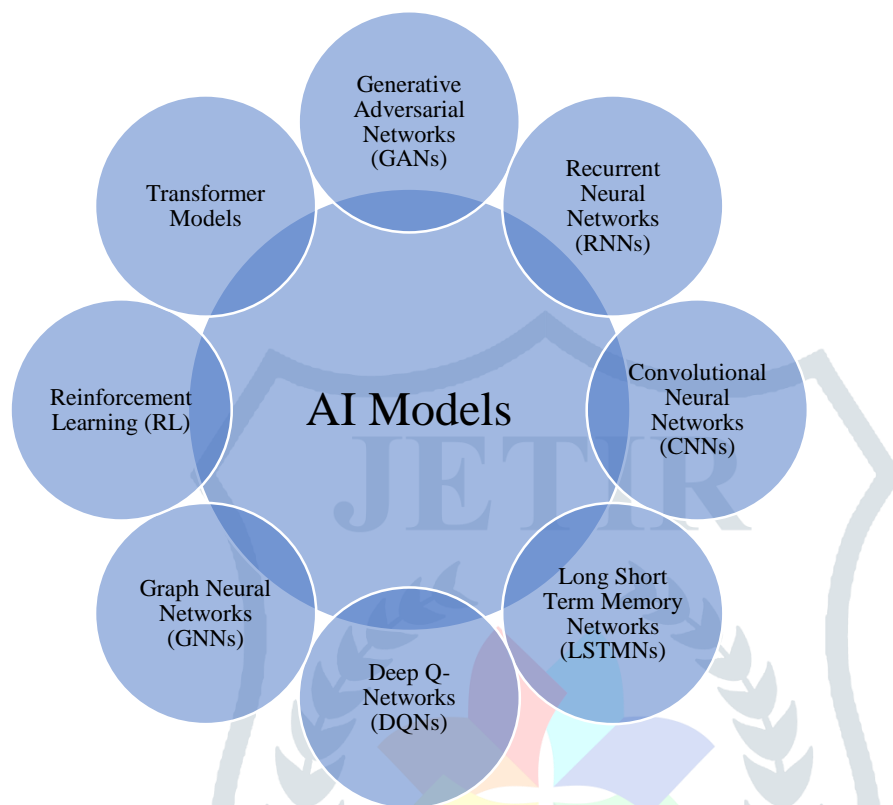 Generative
Adversarial
Networks
(GANs)
Recurrent
Neural
Networks
(RNNs)
Convolutional
Neural
Networks
(CNNs)
Long Short
Term Memory
Networks
(LSTMNs)
Deep Q-
Networks
(DQNs)
Graph Neural
Networks
(GNNs)
Reinforcement
Learning (RL)
Transformer
Models
AI Models
JETIR